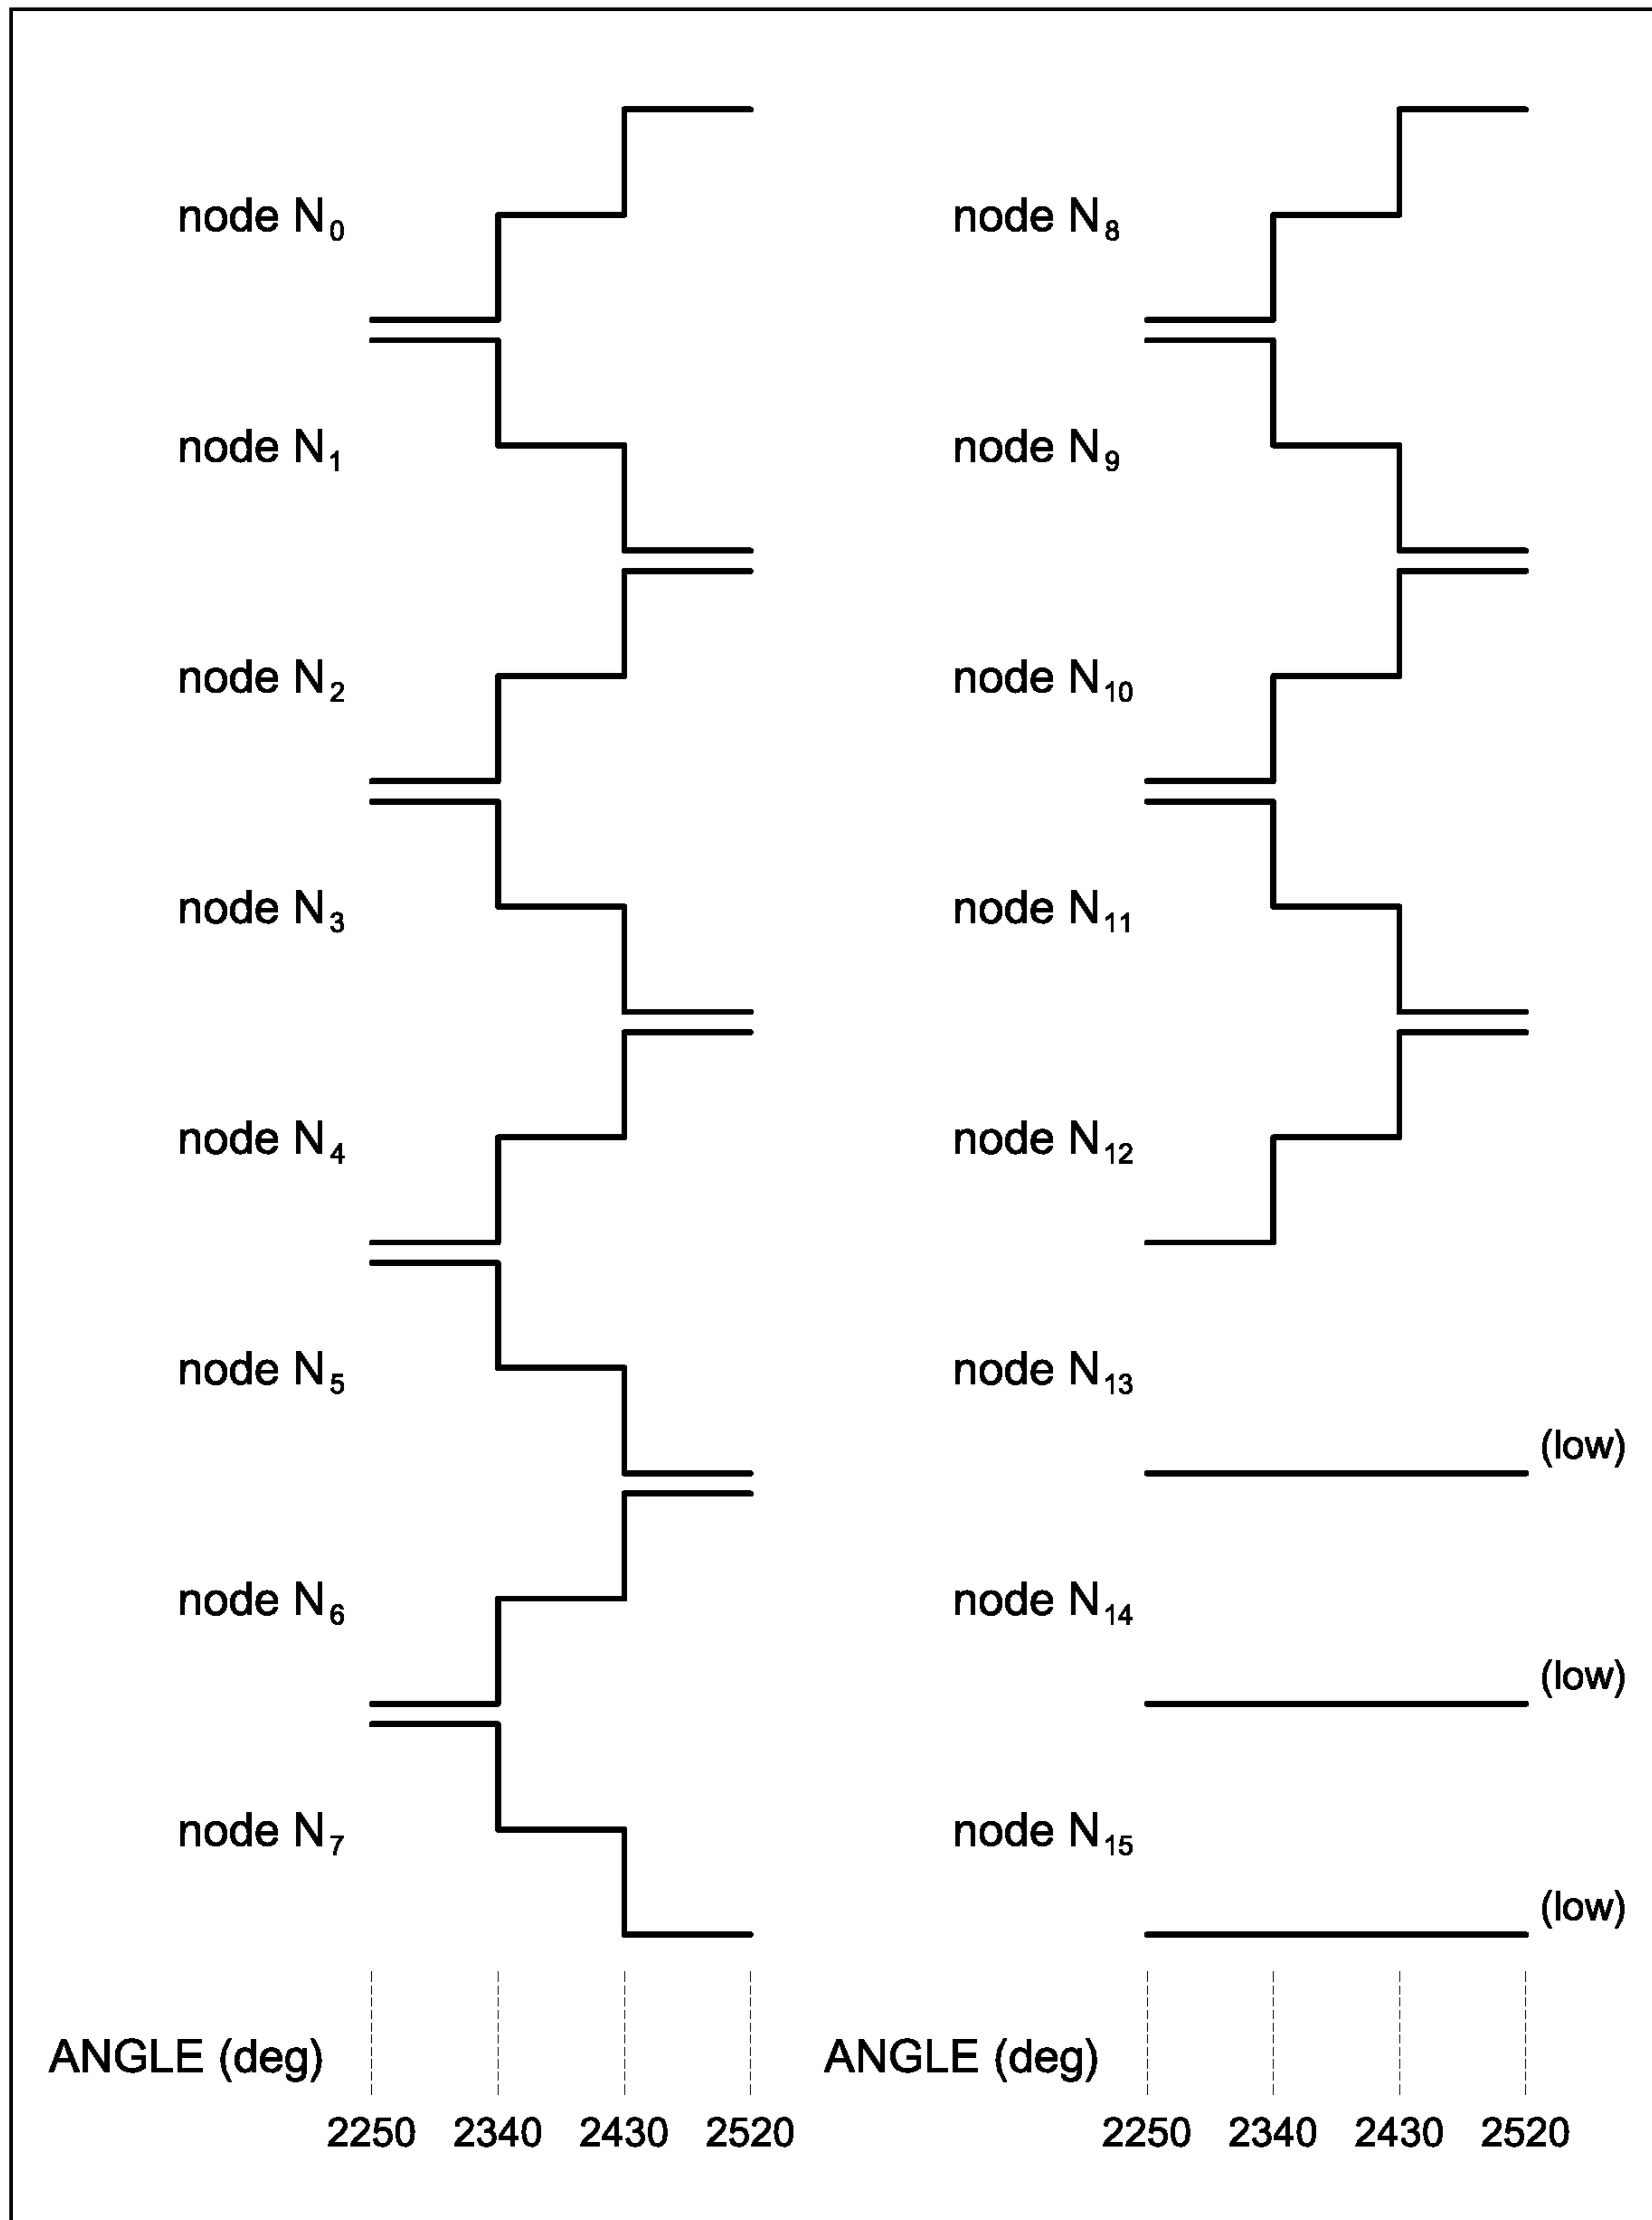 node N₀
node N₁
node N₂
node N₃
node N₄
node N₅
node N₆
node N₇
ANGLE (deg)
2250 2340 2430 2520
node N₈
node N₉
node N₁₀
node N₁₁
node N₁₂
node N₁₃
(low)
node N₁₄
(low)
node N₁₅
(low)
ANGLE (deg)
2250 2340 2430 2520